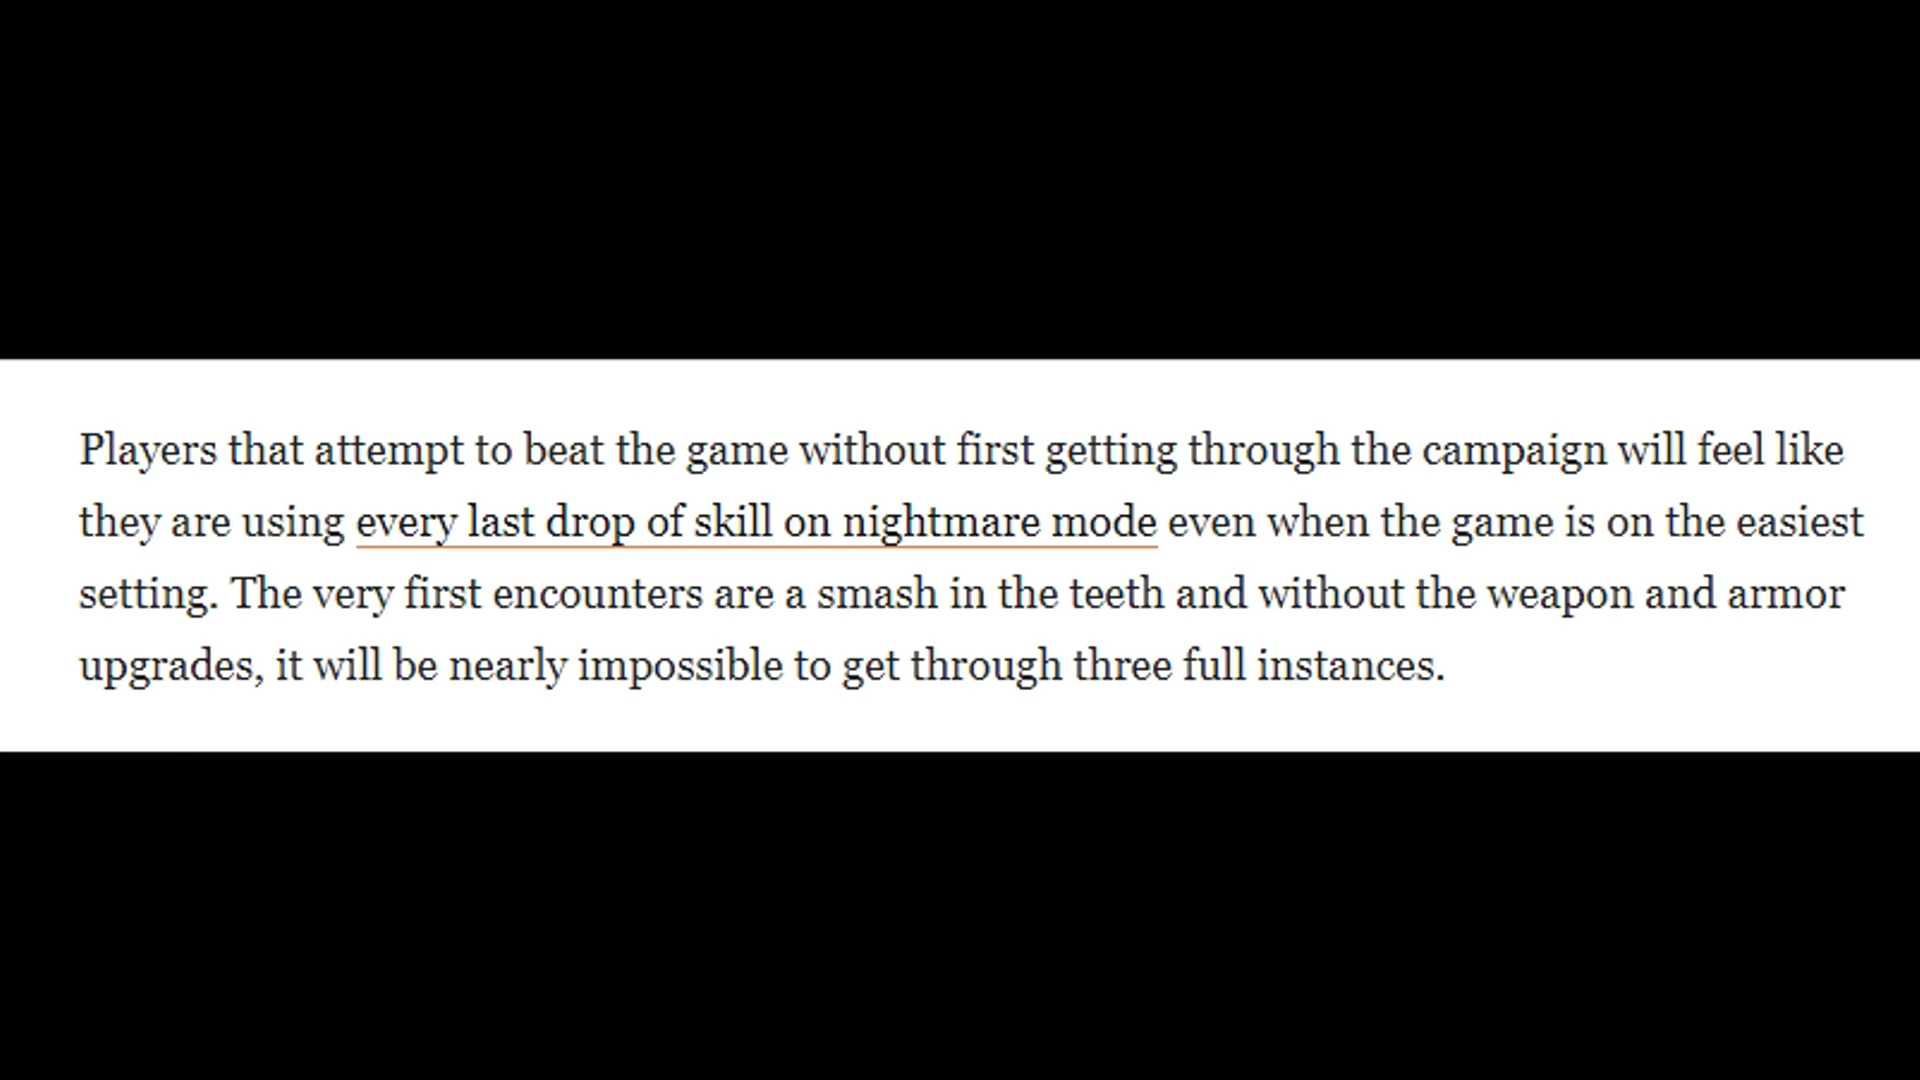 Players that attempt to beat the game without first getting through the campaign will feel like
they are using every last drop of skill on nightmare mode even when the game is on the easiest
setting. The very first encounters are a smash in the teeth and without the weapon and armor
upgrades, it will be nearly impossible to get through three full instances.